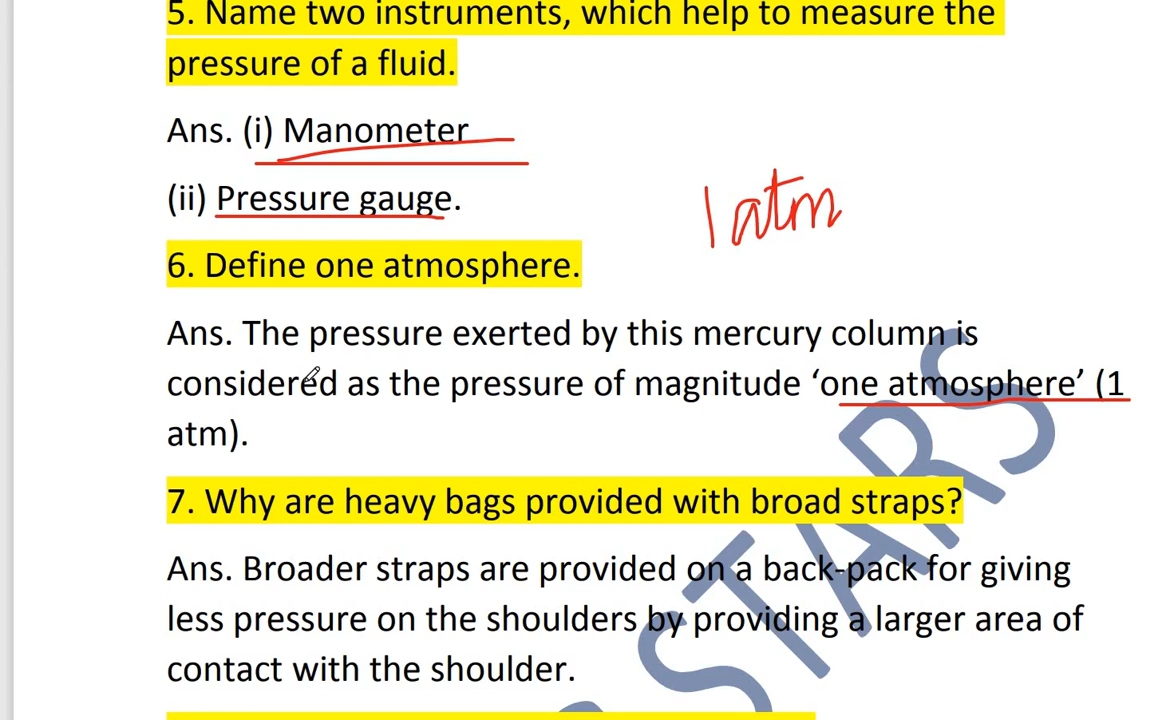 5. Name two instruments, which help to measure the
pressure of a fluid.
Ans. (i) Manometer
(ii) Pressure gauge.
1 atm
6. Define one atmosphere.
Ans. The pressure exerted by this mercury column is
considered as the pressure of magnitude ‘one atmosphere’ (1
atm).
7. Why are heavy bags provided with broad straps?
Ans. Broader straps are provided on a back-pack for giving
less pressure on the shoulders by providing a larger area of
contact with the shoulder.
STARS